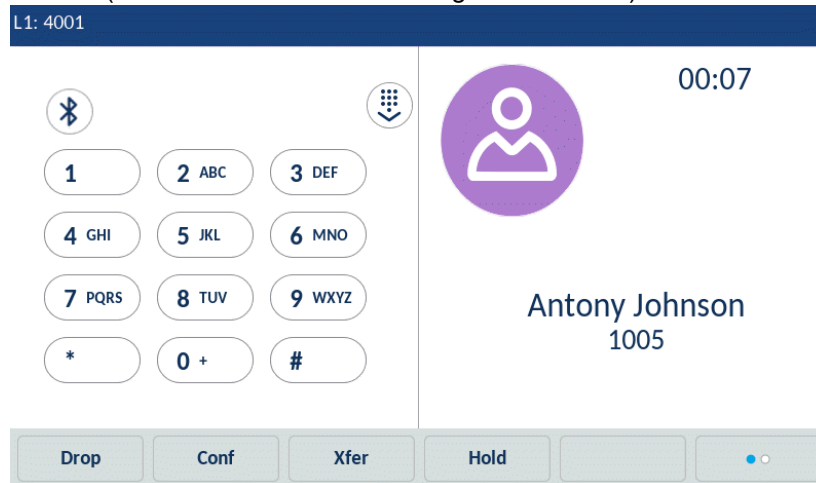 L1: 4001
00:07
1
2 ABC
3 DEF
4 GHI
5 JKL
6 MNO
7 PQRS
8 TUV
9 WXYZ
*
0 +
#
Antony Johnson
1005
Drop
Conf
Xfer
Hold